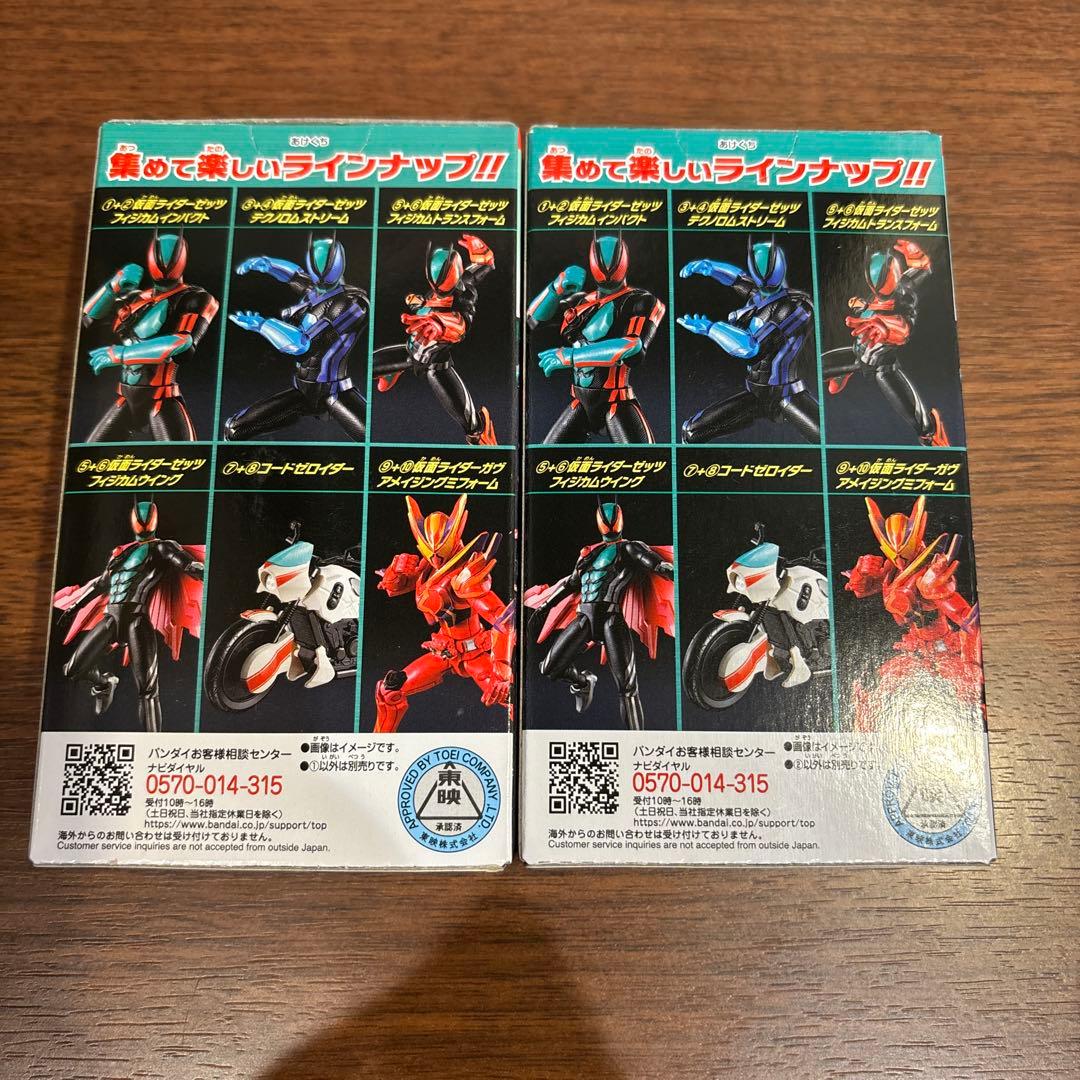 あけくち
集めて楽しいラインナップ!!
あつ
たの
①+②仮面ライダーゼッツ
フィジカムインパクト
③+④仮面ライダーゼッツ
テクノロムストリーム
⑤+⑥仮面ライダーゼッツ
フィジカムトランスフォーム
⑤+⑥仮面ライダーゼッツ
フィジカムウイング
⑦+⑧コードゼロイダー
⑨+⑩仮面ライダーガヴ
アメイジングミフォーム
バンダイお客様相談センター
ナビダイヤル
0570-014-315
受付10時～16時
(土日祝日、当社指定休業日を除く)
https://www.bandai.co.jp/support/top
海外からのお問い合わせは受け付けておりません。
Customer service inquiries are not accepted from outside Japan.
●画像はイメージです。
●①以外は別売りです。
APPROVED BY TOEI COMPANY, LTD.
東映
承認済
東映株式会社
あけくち
集めて楽しいラインナップ!!
あつ
たの
①+②仮面ライダーゼッツ
フィジカムインパクト
③+④仮面ライダーゼッツ
テクノロムストリーム
⑤+⑥仮面ライダーゼッツ
フィジカムトランスフォーム
⑤+⑥仮面ライダーゼッツ
フィジカムウイング
⑦+⑧コードゼロイダー
⑨+⑩仮面ライダーガヴ
アメイジングミフォーム
バンダイお客様相談センター
ナビダイヤル
0570-014-315
受付10時～16時
(土日祝日、当社指定休業日を除く)
https://www.bandai.co.jp/support/top
海外からのお問い合わせは受け付けておりません。
Customer service inquiries are not accepted from outside Japan.
●画像はイメージです。
●②以外は別売りです。
APPROVED
東映株式会社